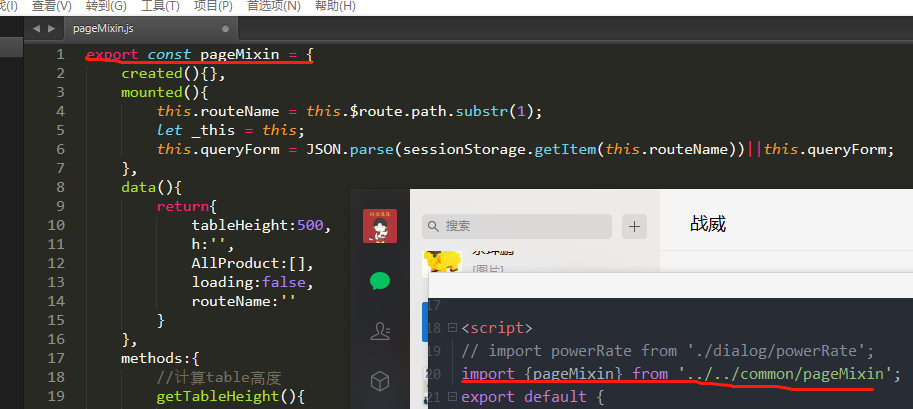 查看(V) 转到(G) 工具(T) 项目(P) 首选项(N) 帮助(H)
pageMixin.js
1 export const pageMixin = {
2 created(){},
3 mounted(){
4 this.routeName = this.$route.path.substr(1);
5 let _this = this;
6 this.queryForm = JSON.parse(sessionStorage.getItem(this.routeName))||this.queryForm;
7 },
8 data(){
9 return{
10 tableHeight:500,
11 h:'',
12 AllProduct:[],
13 loading:false,
14 routeName:''
15 }
16 },
17 methods:{
18 //计算table高度
19 getTableHeight(){
搜索
战威
[图片]
17
18 <script>
19 // import powerRate from './dialog/powerRate';
20 import {pageMixin} from '../../common/pageMixin';
21 export default {